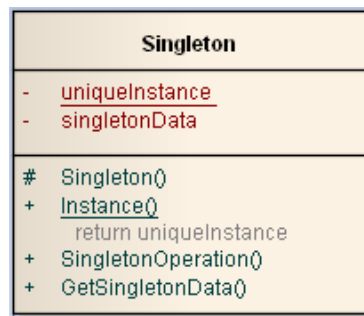 Singleton
- uniqueInstance
- singletonData
# Singleton()
+ Instance()
return uniqueInstance
+ SingletonOperation()
+ GetSingletonData()